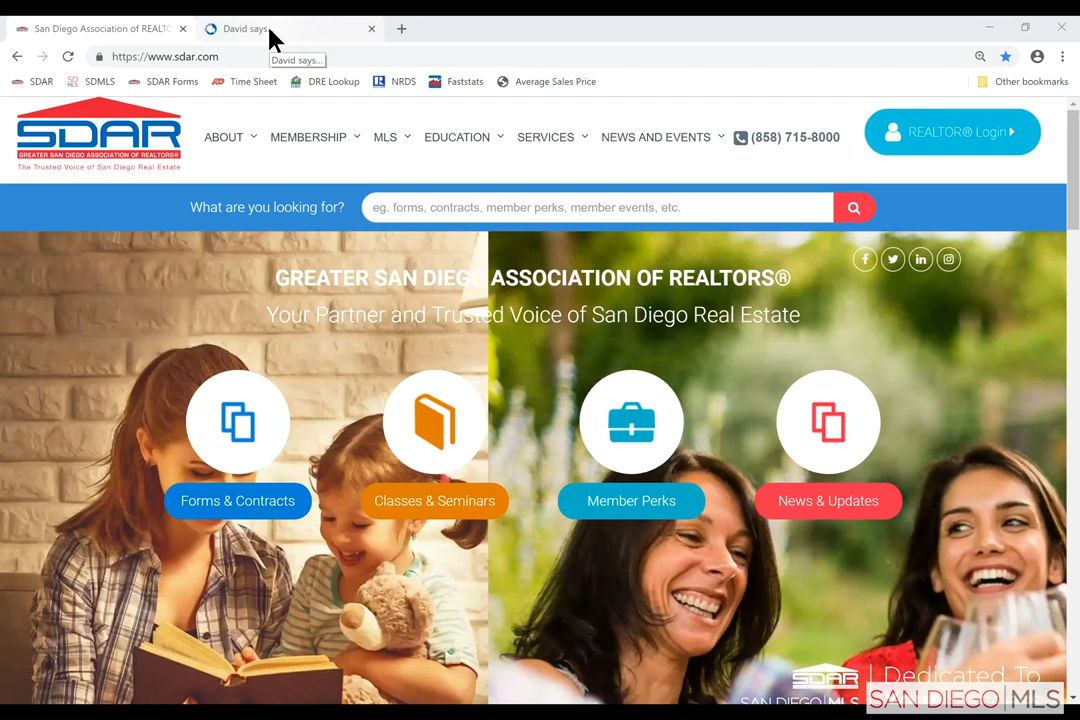 San Diego Association of REALT
David says
David says...
https://www.sdar.com
SDAR
SDMLS
SDAR Forms
Time Sheet
DRE Lookup
NRDS
Faststats
Average Sales Price
Other bookmarks
SDAR
GREATER SAN DIEGO ASSOCIATION OF REALTORS®
The Trusted Voice of San Diego Real Estate
ABOUT
MEMBERSHIP
MLS
EDUCATION
SERVICES
NEWS AND EVENTS
(858) 715-8000
REALTOR® Login
What are you looking for?
eg. forms, contracts, member perks, member events, etc.
GREATER SAN DIEGO ASSOCIATION OF REALTORS®
Your Partner and Trusted Voice of San Diego Real Estate
Forms & Contracts
Classes & Seminars
Member Perks
News & Updates
SDAR
SAN DIEGO MLS
Dedicated To
SAN DIEGO MLS